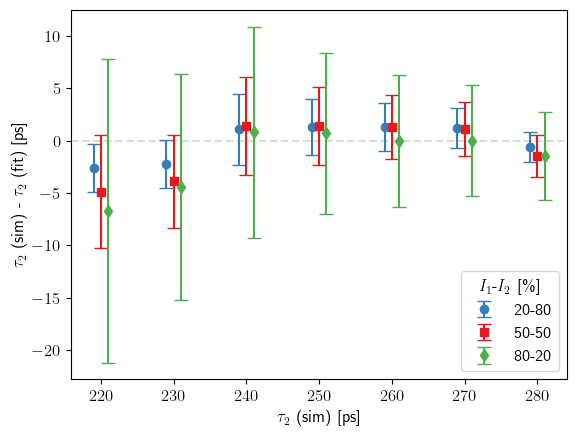 10
5
0
−5
−10
−15
−20
τ₂ (sim) - τ₂ (fit) [ps]
I₁-I₂ [%]
20-80
50-50
80-20
220 230 240 250 260 270 280
τ₂ (sim) [ps]